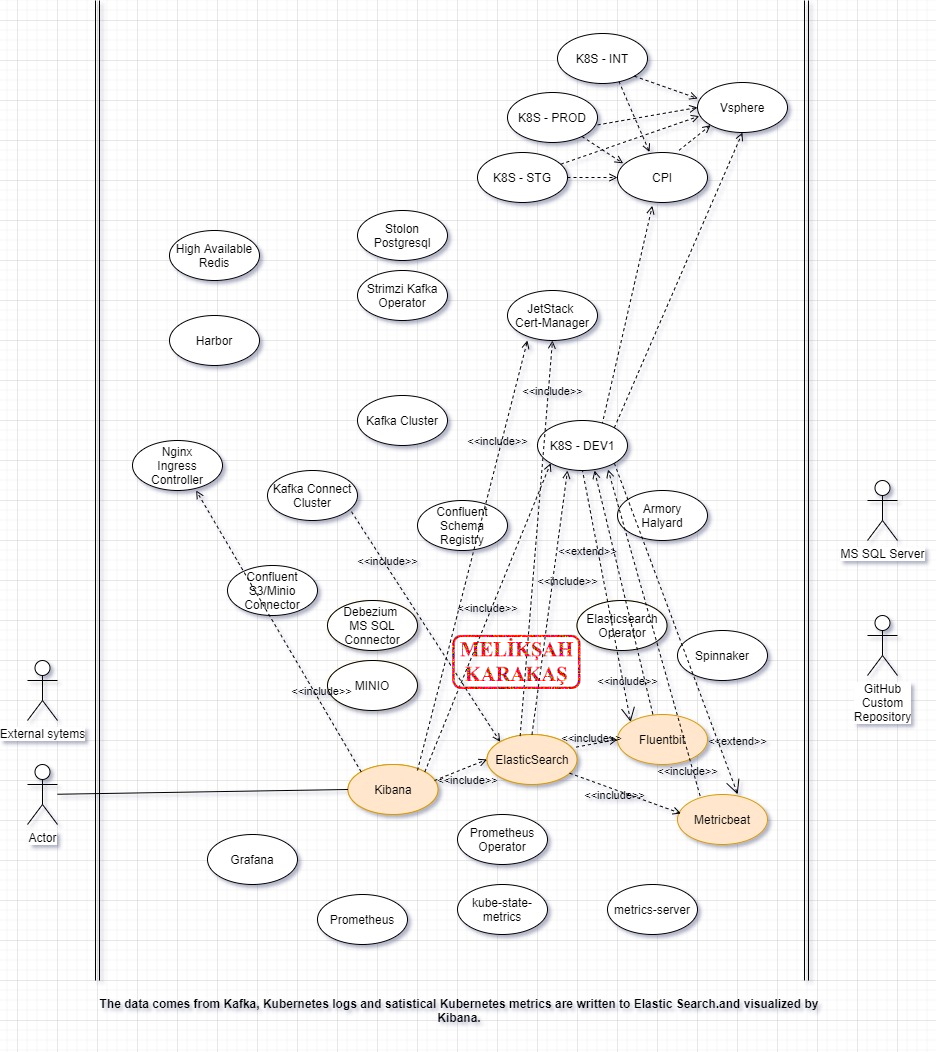 K8S - INT
Vsphere
K8S - PROD
K8S - STG
CPI
Stolon
Postgresql
High Available
Redis
Strimzi Kafka
Operator
JetStack
Cert-Manager
Harbor
<<include>>
Kafka Cluster
<<include>>
K8S - DEV1
Nginx
Ingress
Controller
Kafka Connect
Cluster
Confluent
Schema
Registry
Armory
Halyard
MS SQL Server
<<include>>
<<extend>>
<<include>>
Confluent
S3/Minio
Connector
<<include>>
Debezium
MS SQL
Connector
Elasticsearch
Operator
MELİKŞAH
KARAKAŞ
Spinnaker
MINIO
<<include>>
<<include>>
GitHub
Custom
Repository
External sytems
ElasticSearch
<<include>>
Fluentbit
<<extend>>
<<include>>
<<include>>
Kibana
<<include>>
Metricbeat
Actor
Prometheus
Operator
Grafana
Prometheus
kube-state-
metrics
metrics-server
The data comes from Kafka, Kubernetes logs and satistical Kubernetes metrics are written to Elastic Search.and visualized by
Kibana.